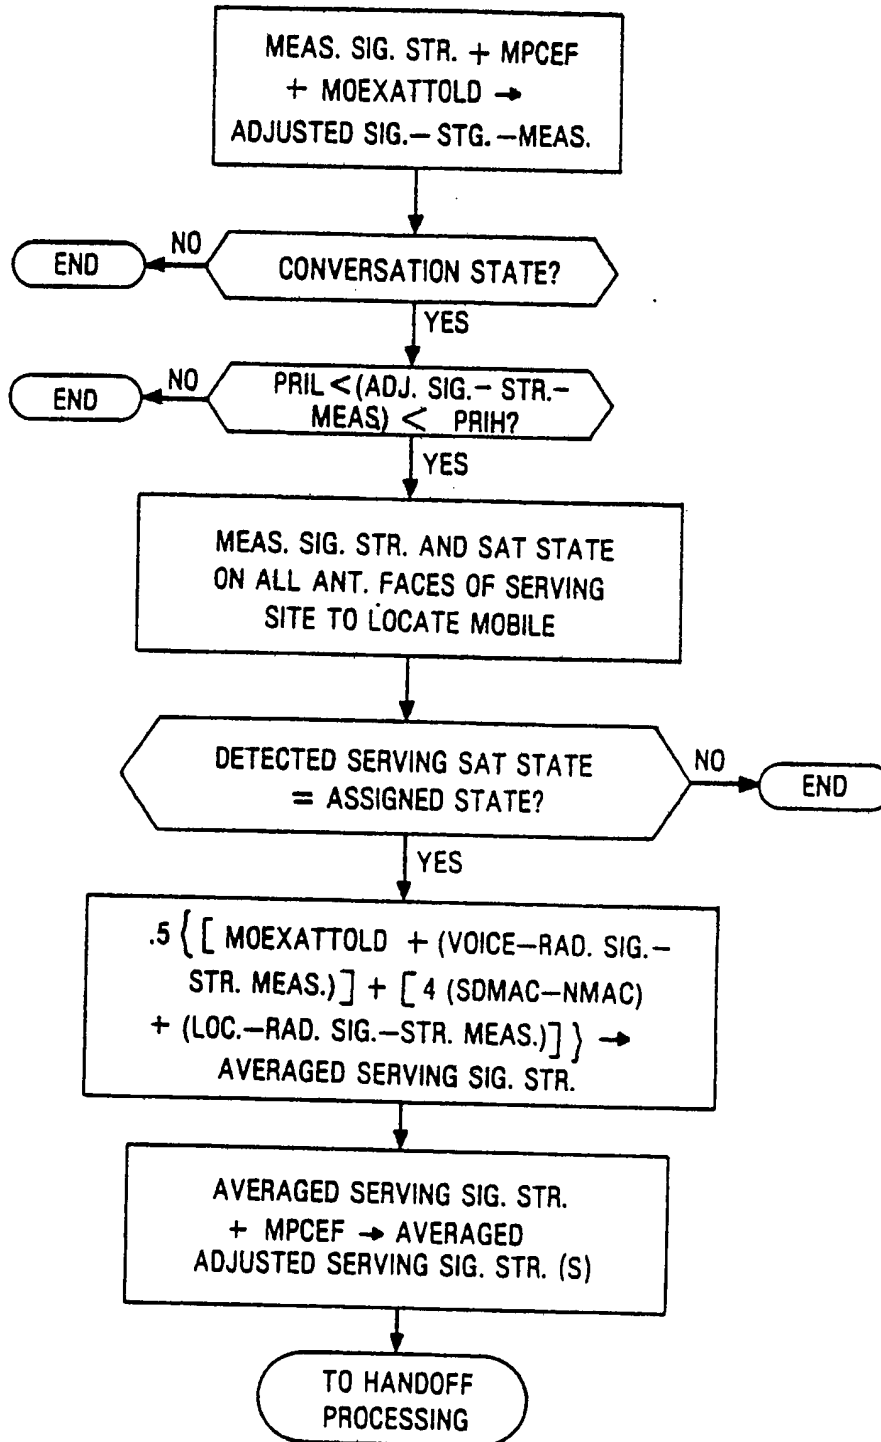 MEAS. SIG. STR. + MPCEF
+ MOEXATTOLD →
ADJUSTED SIG.—STG.—MEAS.
NO
END
CONVERSATION STATE?
YES
NO
END
PRIL < (ADJ. SIG.— STR.—
MEAS.) < PRIH?
YES
MEAS. SIG. STR. AND SAT STATE
ON ALL ANT. FACES OF SERVING
SITE TO LOCATE MOBILE
DETECTED SERVING SAT STATE
= ASSIGNED STATE?
NO
END
YES
.5 { [ MOEXATTOLD + (VOICE—RAD. SIG.—
STR. MEAS.) ] + [ 4 (SDMAC—NMAC)
+ (LOC.—RAD. SIG.—STR. MEAS.) ] } →
AVERAGED SERVING SIG. STR.
AVERAGED SERVING SIG. STR.
+ MPCEF → AVERAGED
ADJUSTED SERVING SIG. STR. (S)
TO HANDOFF
PROCESSING